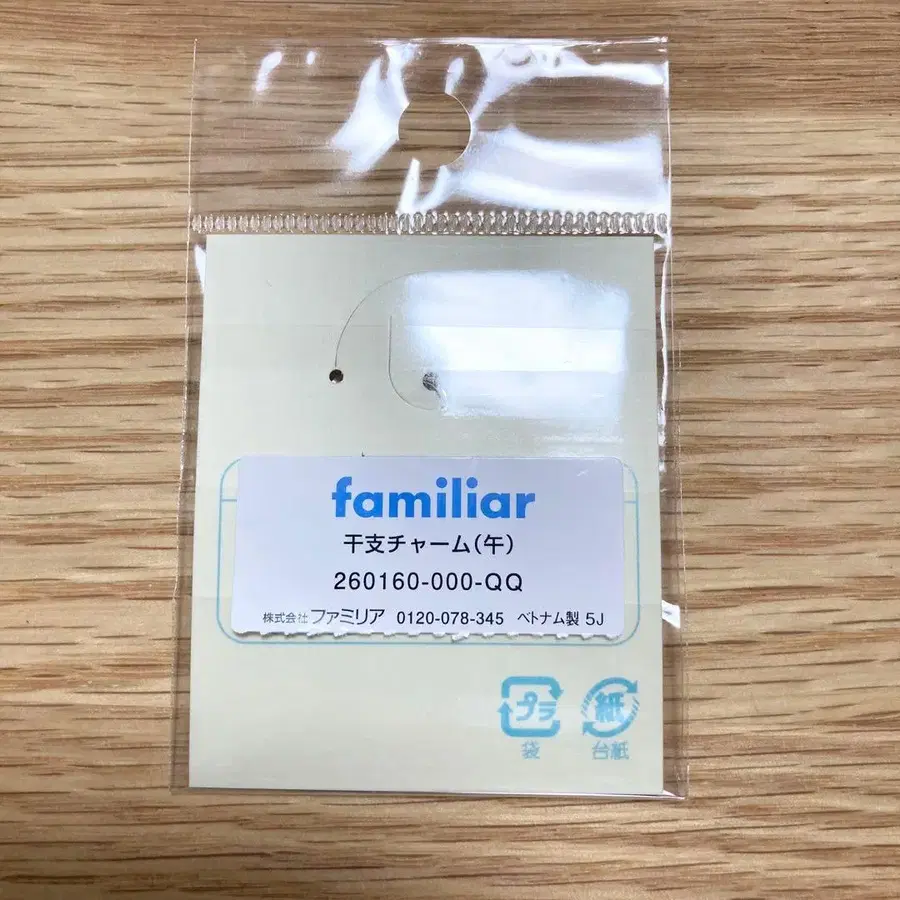 familiar
干支チャーム(午)
260160-000-QQ
株式会社 ファミリア 0120-078-345 ベトナム製 5J
プラ 紙
袋 台紙